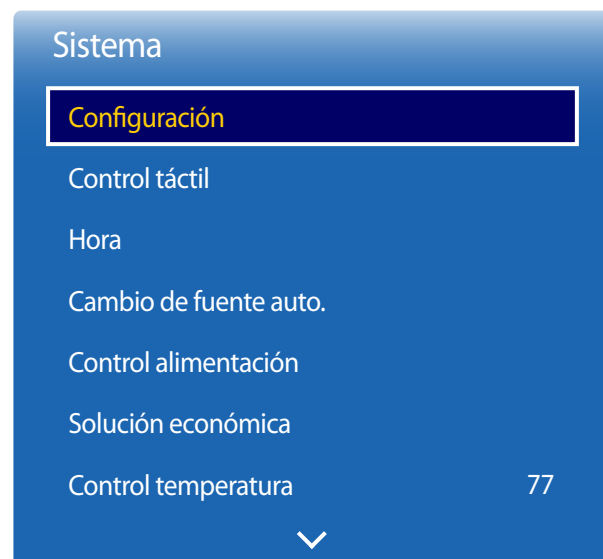 Sistema
Configuración
Control táctil
Hora
Cambio de fuente auto.
Control alimentación
Solución económica
Control temperatura 77